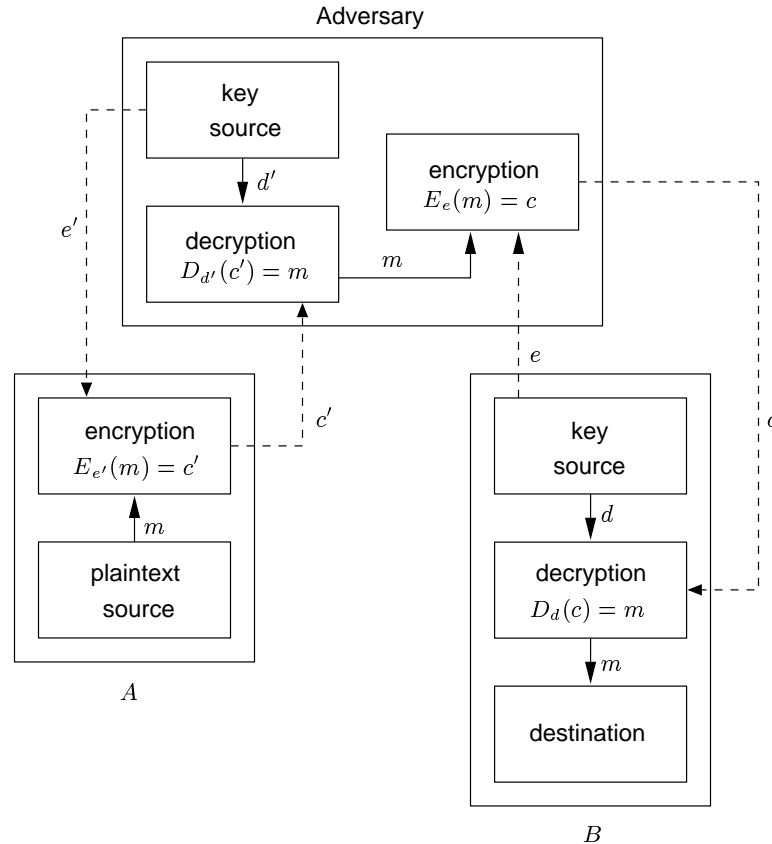 Adversary
key
source
d′
encryption
E_e(m) = c
e′
decryption
D_{d′}(c′) = m
m
e
c′
encryption
E_{e′}(m) = c′
m
plaintext
source
A
key
source
c
d
decryption
D_d(c) = m
m
destination
B